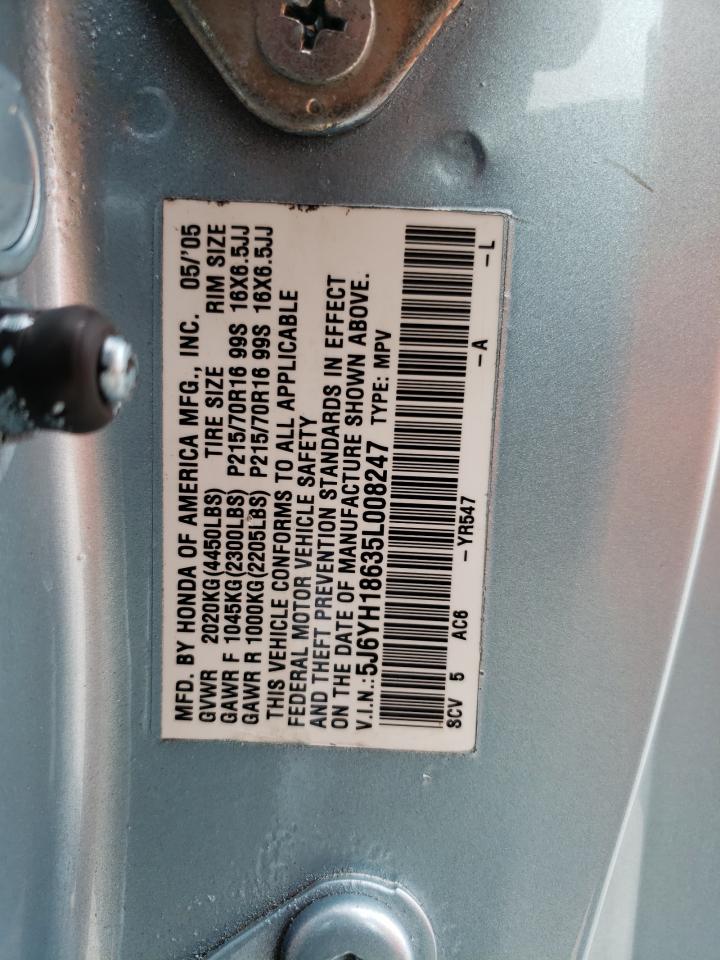 MFD. BY HONDA OF AMERICA MFG., INC. 05/'05
GVWR 2020KG(4450LBS) TIRE SIZE RIM SIZE
GAWR F 1045KG(2300LBS) P215/70R16 99S 16X6.5JJ
GAWR R 1000KG(2205LBS) P215/70R16 99S 16X6.5JJ
THIS VEHICLE CONFORMS TO ALL APPLICABLE
FEDERAL MOTOR VEHICLE SAFETY
AND THEFT PREVENTION STANDARDS IN EFFECT
ON THE DATE OF MANUFACTURE SHOWN ABOVE.
V.I.N.:5J6YH18635L008247 TYPE: MPV
SCV 5 AC6 -YR547 -A -L